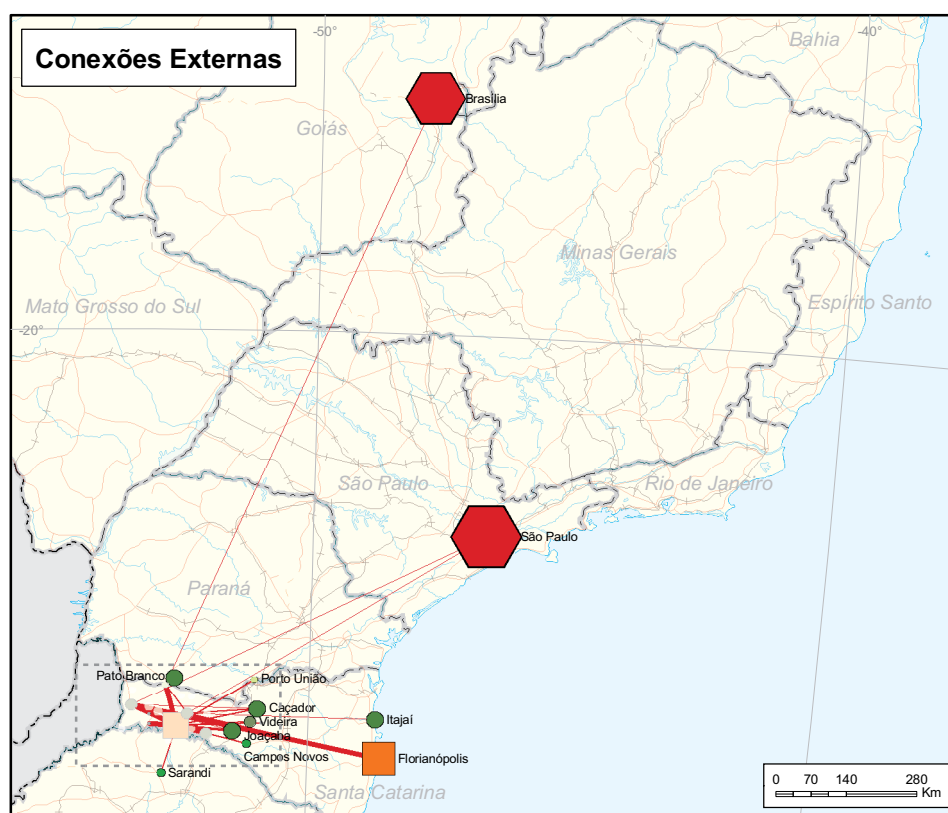 Conexões Externas
-50°
-40°
Bahia
Brasília
Goiás
Minas Gerais
Mato Grosso do Sul
Espírito Santo
-20°
São Paulo
Rio de Janeiro
São Paulo
Paraná
Pato Branco
Porto União
Caçador
Itajaí
Videira
Joaçaba
Campos Novos
Florianópolis
Sarandi
Santa Catarina
0 70 140 280
Km